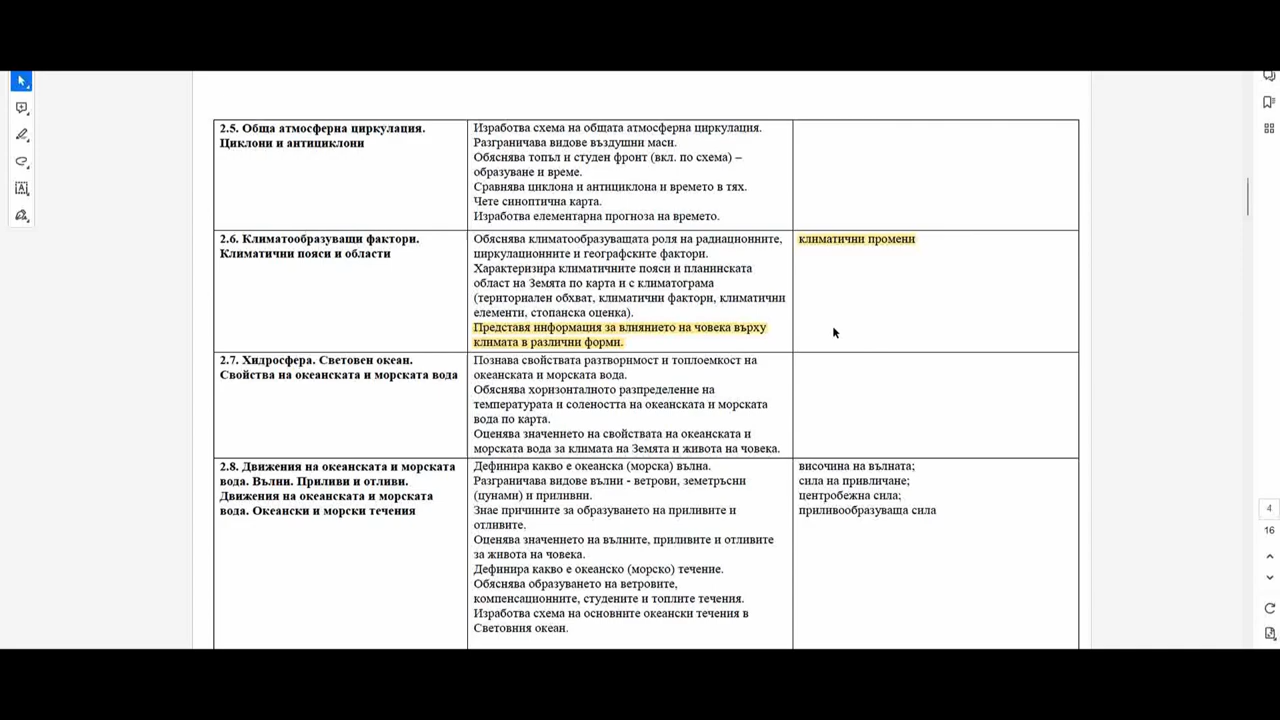 2.5. Обща атмосферна циркулация.
Циклони и антициклони
Изработва схема на общата атмосферна циркулация.
Разграничава видове въздушни маси.
Обяснява топъл и студен фронт (вкл. по схема) –
образуване и време.
Сравнява циклона и антициклона и времето в тях.
Чете синоптична карта.
Изработва елементарна прогноза на времето.
2.6. Климатообразуващи фактори.
Климатични пояси и области
Обяснява климатообразуващата роля на радиационните,
циркулационните и географските фактори.
Характеризира климатичните пояси и планинската
област на Земята по карта и с климатограма
(териториален обхват, климатични фактори, климатични
елементи, стопанска оценка).
Представя информация за влиянието на човека върху
климата в различни форми.
климатични промени
2.7. Хидросфера. Световен океан.
Свойства на океанската и морската вода
Познава свойствата разтворимост и топлоемкост на
океанската и морската вода.
Обяснява хоризонталното разпределение на
температурата и солеността на океанската и морската
вода по карта.
Оценява значението на свойствата на океанската и
морската вода за климата на Земята и живота на човека.
2.8. Движения на океанската и морската
вода. Вълни. Приливи и отливи.
Движения на океанската и морската
вода. Океански и морски течения
Дефинира какво е океанска (морска) вълна.
Разграничава видове вълни - ветрови, земетръсни
(цунами) и приливни.
Знае причините за образуването на приливите и
отливите.
Оценява значението на вълните, приливите и отливите
за живота на човека.
Дефинира какво е океанско (морско) течение.
Обяснява образуването на ветровите,
компенсационните, студените и топлите течения.
Изработва схема на основните океански течения в
Световния океан.
височина на вълната;
сила на привличане;
центробежна сила;
приливообразуваща сила
4
16